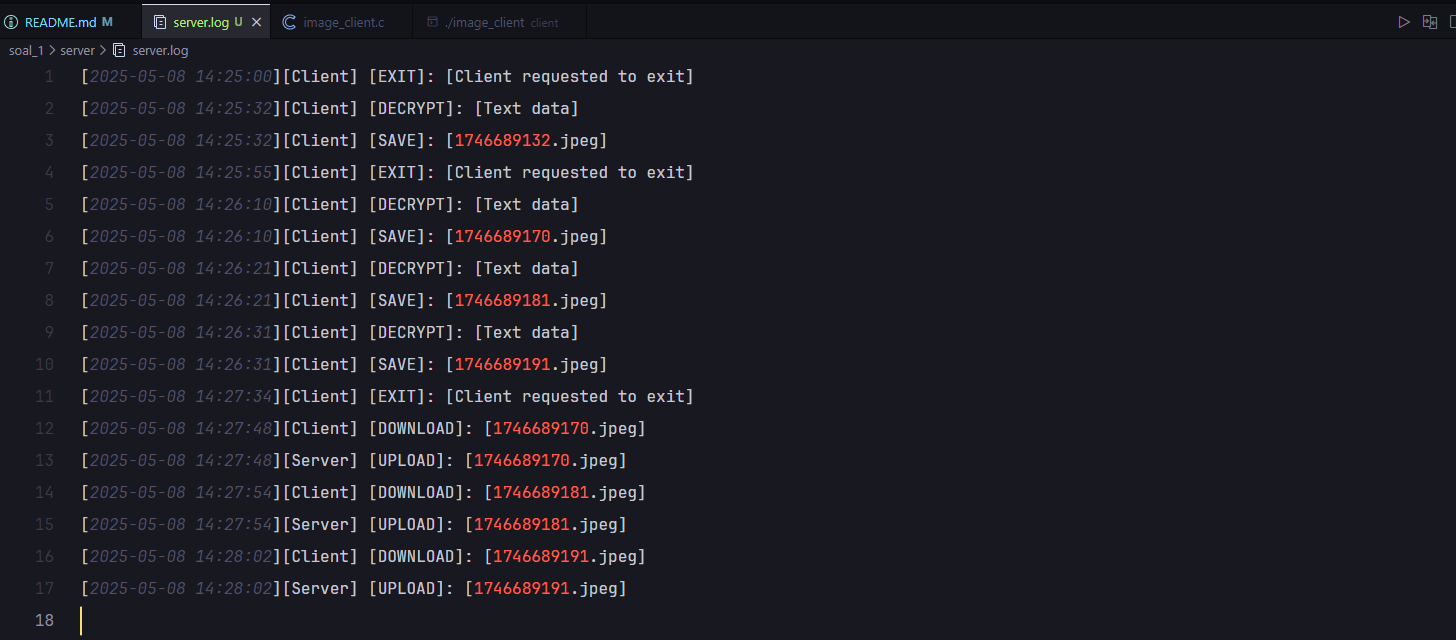 README.md M server.log U image_client.c ./image_client client
soal_1 > server > server.log
1 [2025-05-08 14:25:00][Client] [EXIT]: [Client requested to exit]
2 [2025-05-08 14:25:32][Client] [DECRYPT]: [Text data]
3 [2025-05-08 14:25:32][Client] [SAVE]: [1746689132.jpeg]
4 [2025-05-08 14:25:55][Client] [EXIT]: [Client requested to exit]
5 [2025-05-08 14:26:10][Client] [DECRYPT]: [Text data]
6 [2025-05-08 14:26:10][Client] [SAVE]: [1746689170.jpeg]
7 [2025-05-08 14:26:21][Client] [DECRYPT]: [Text data]
8 [2025-05-08 14:26:21][Client] [SAVE]: [1746689181.jpeg]
9 [2025-05-08 14:26:31][Client] [DECRYPT]: [Text data]
10 [2025-05-08 14:26:31][Client] [SAVE]: [1746689191.jpeg]
11 [2025-05-08 14:27:34][Client] [EXIT]: [Client requested to exit]
12 [2025-05-08 14:27:48][Client] [DOWNLOAD]: [1746689170.jpeg]
13 [2025-05-08 14:27:48][Server] [UPLOAD]: [1746689170.jpeg]
14 [2025-05-08 14:27:54][Client] [DOWNLOAD]: [1746689181.jpeg]
15 [2025-05-08 14:27:54][Server] [UPLOAD]: [1746689181.jpeg]
16 [2025-05-08 14:28:02][Client] [DOWNLOAD]: [1746689191.jpeg]
17 [2025-05-08 14:28:02][Server] [UPLOAD]: [1746689191.jpeg]
18